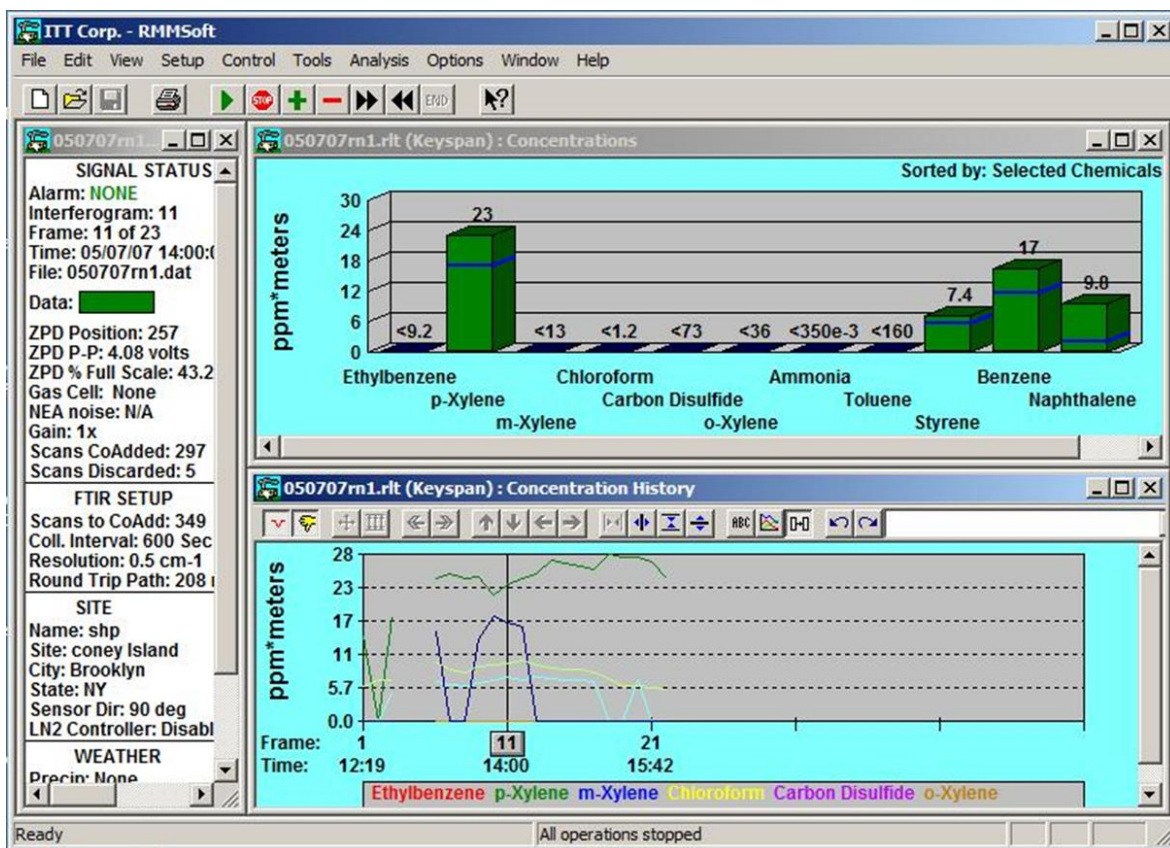 ITT Corp. - RMMSoft
File Edit View Setup Control Tools Analysis Options Window Help
STOP END
050707rn1...
SIGNAL STATUS
Alarm: NONE
Interferogram: 11
Frame: 11 of 23
Time: 05/07/07 14:00:0
File: 050707rn1.dat
Data:
ZPD Position: 257
ZPD P-P: 4.08 volts
ZPD % Full Scale: 43.2
Gas Cell: None
NEA noise: N/A
Gain: 1x
Scans CoAdded: 297
Scans Discarded: 5
FTIR SETUP
Scans to CoAdd: 349
Coll. Interval: 600 Sec
Resolution: 0.5 cm-1
Round Trip Path: 208
SITE
Name: shp
Site: coney Island
City: Brooklyn
State: NY
Sensor Dir: 90 deg
LN2 Controller: Disabl
WEATHER
Precip: None
050707rn1.rlt (Keyspan) : Concentrations
Sorted by: Selected Chemicals
ppm*meters
30
24
18
12
6
0
<9.2 23 <13 <1.2 <73 <36 <350e-3 <160 7.4 17 9.8
Ethylbenzene Chloroform Ammonia Benzene
p-Xylene Carbon Disulfide Toluene Naphthalene
m-Xylene o-Xylene Styrene
050707rn1.rlt (Keyspan) : Concentration History
ABC
ppm*meters
28
23
17
11
5.7
0.0
Frame: 1 11 21
Time: 12:19 14:00 15:42
Ethylbenzene p-Xylene m-Xylene Chloroform Carbon Disulfide o-Xylene
Ready All operations stopped